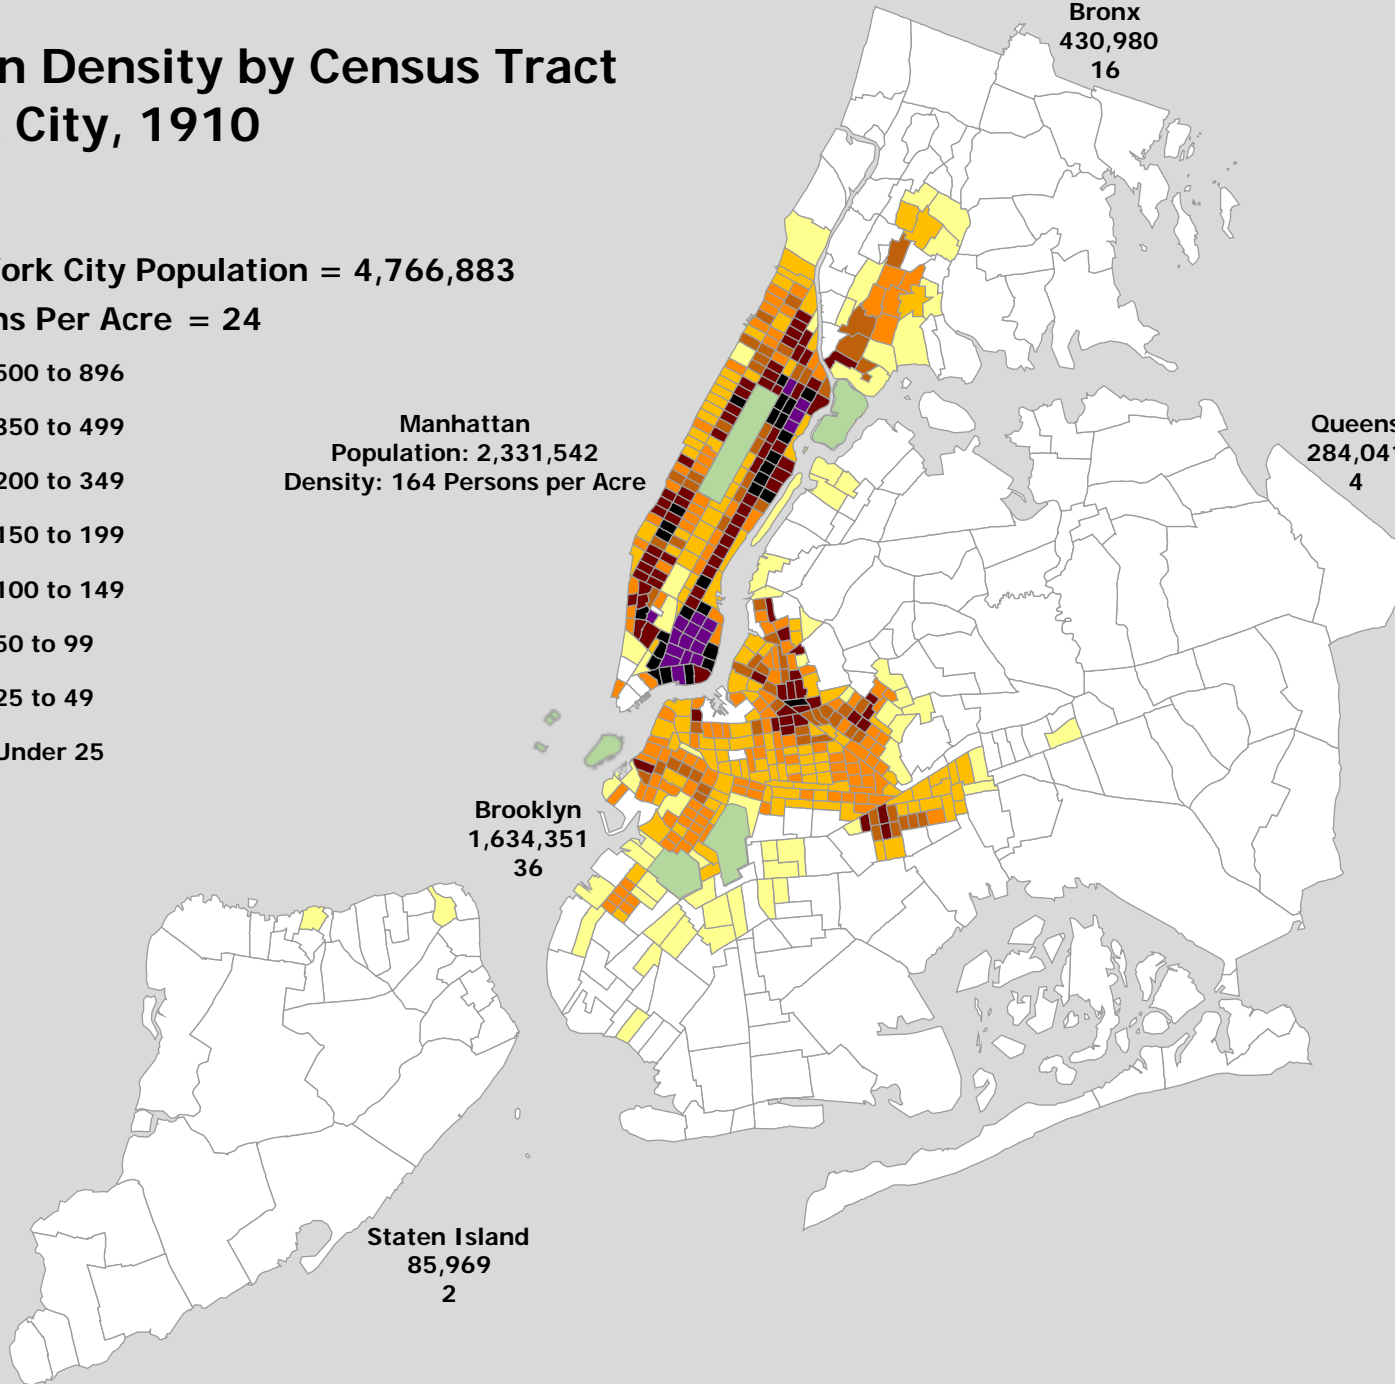 n Density by Census Tract
City, 1910
ork City Population = 4,766,883
ns Per Acre = 24
500 to 896
350 to 499
200 to 349
150 to 199
100 to 149
50 to 99
25 to 49
Under 25
Bronx
430,980
16
Manhattan
Population: 2,331,542
Density: 164 Persons per Acre
Queens
284,041
4
Brooklyn
1,634,351
36
Staten Island
85,969
2